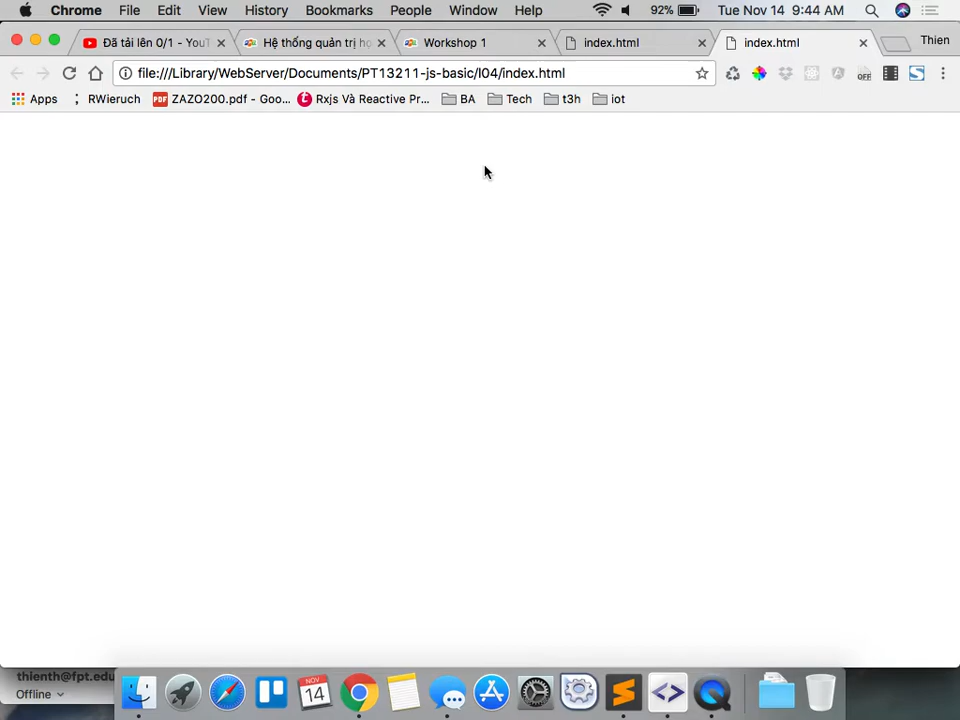 Chrome File Edit View History Bookmarks People Window Help 92% Tue Nov 14 9:44 AM
Đã tải lên 0/1 - YouT Hệ thống quản trị họ Workshop 1 index.html index.html Thien
file:///Library/WebServer/Documents/PT13211-js-basic/l04/index.html OFF
Apps RWieruch PDF ZAZO200.pdf - Goo... Rxjs Và Reactive Pr... BA Tech t3h iot
thienth@fpt.edu
Offline
NOV
14